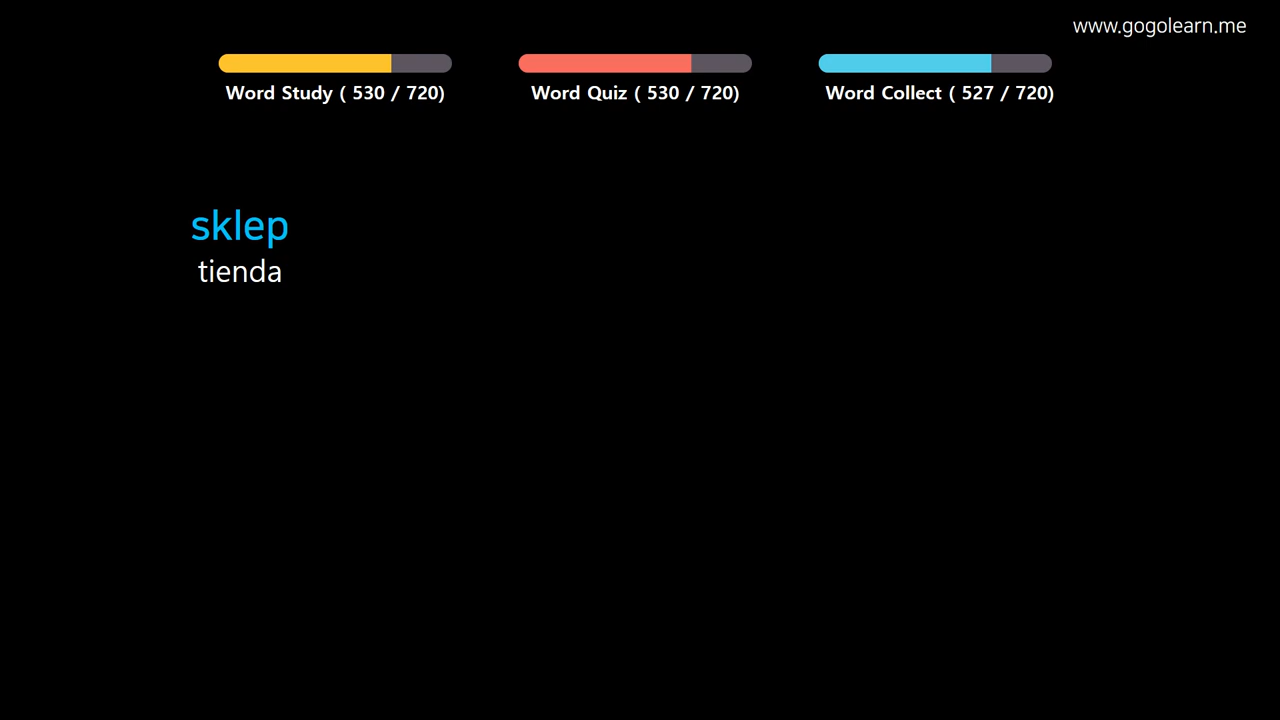 www.gogolearn.me
Word Study ( 530 / 720)
Word Quiz ( 530 / 720)
Word Collect ( 527 / 720)
sklep
tienda